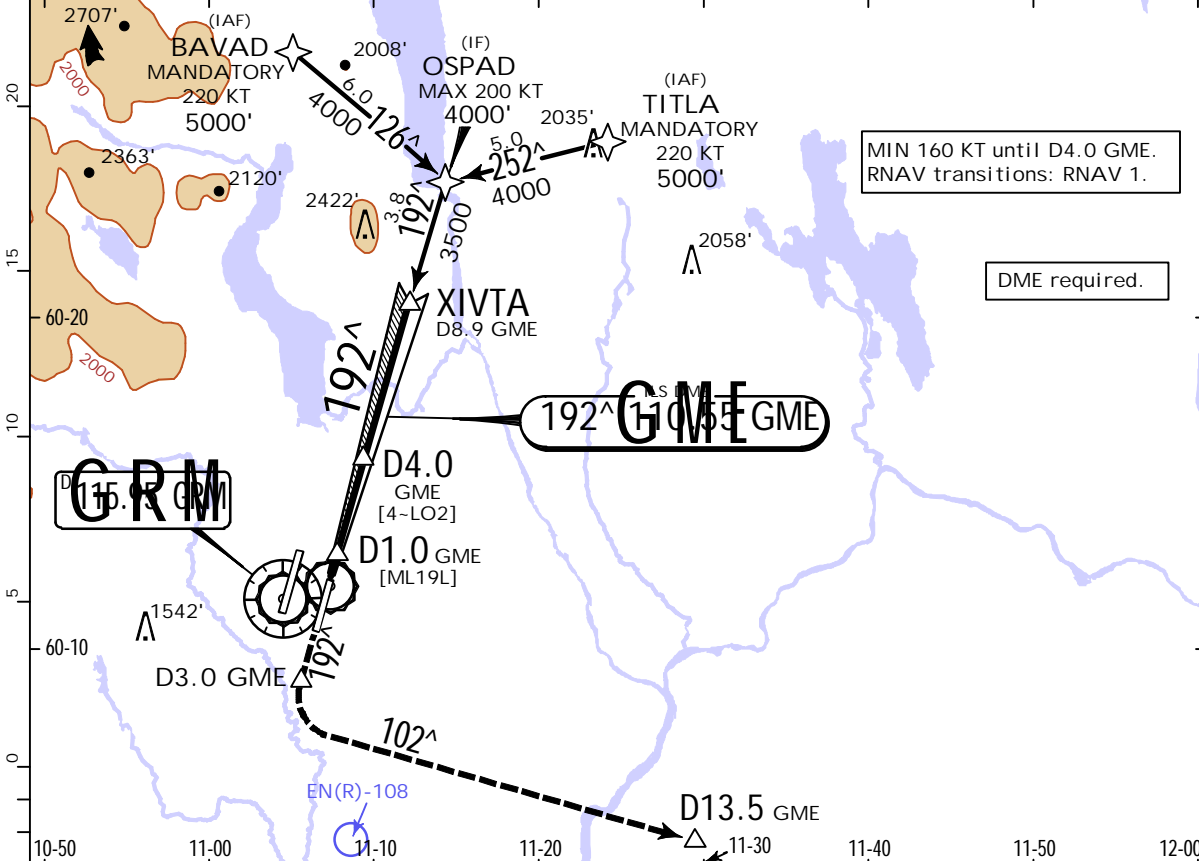 2707'
(IAF)
BAVAD
MANDATORY
220 KT
5000'
2000
2008'
6.0
4000
126^
(IF)
OSPAD
MAX 200 KT
4000'
(IAF)
TITLA
MANDATORY
220 KT
5000'
2035'
5.0
252^
4000
MIN 160 KT until D4.0 GME.
RNAV transitions: RNAV 1.
DME required.
20
2363'
2120'
2422'
3.8
192^
3500
2058'
15
60-20
XIVTA
D8.9 GME
2000
192^
ILS DME
192^ 110.55 GME
GME
10
D4.0
GME
[4~LO2]
D
115.95 GRM
GRM
D1.0 GME
[ML19L]
5
1542'
60-10
192^
D3.0 GME
102^
0
EN(R)-108
D13.5 GME
10-50
11-00
11-10
11-20
11-30
11-40
11-50
12-00